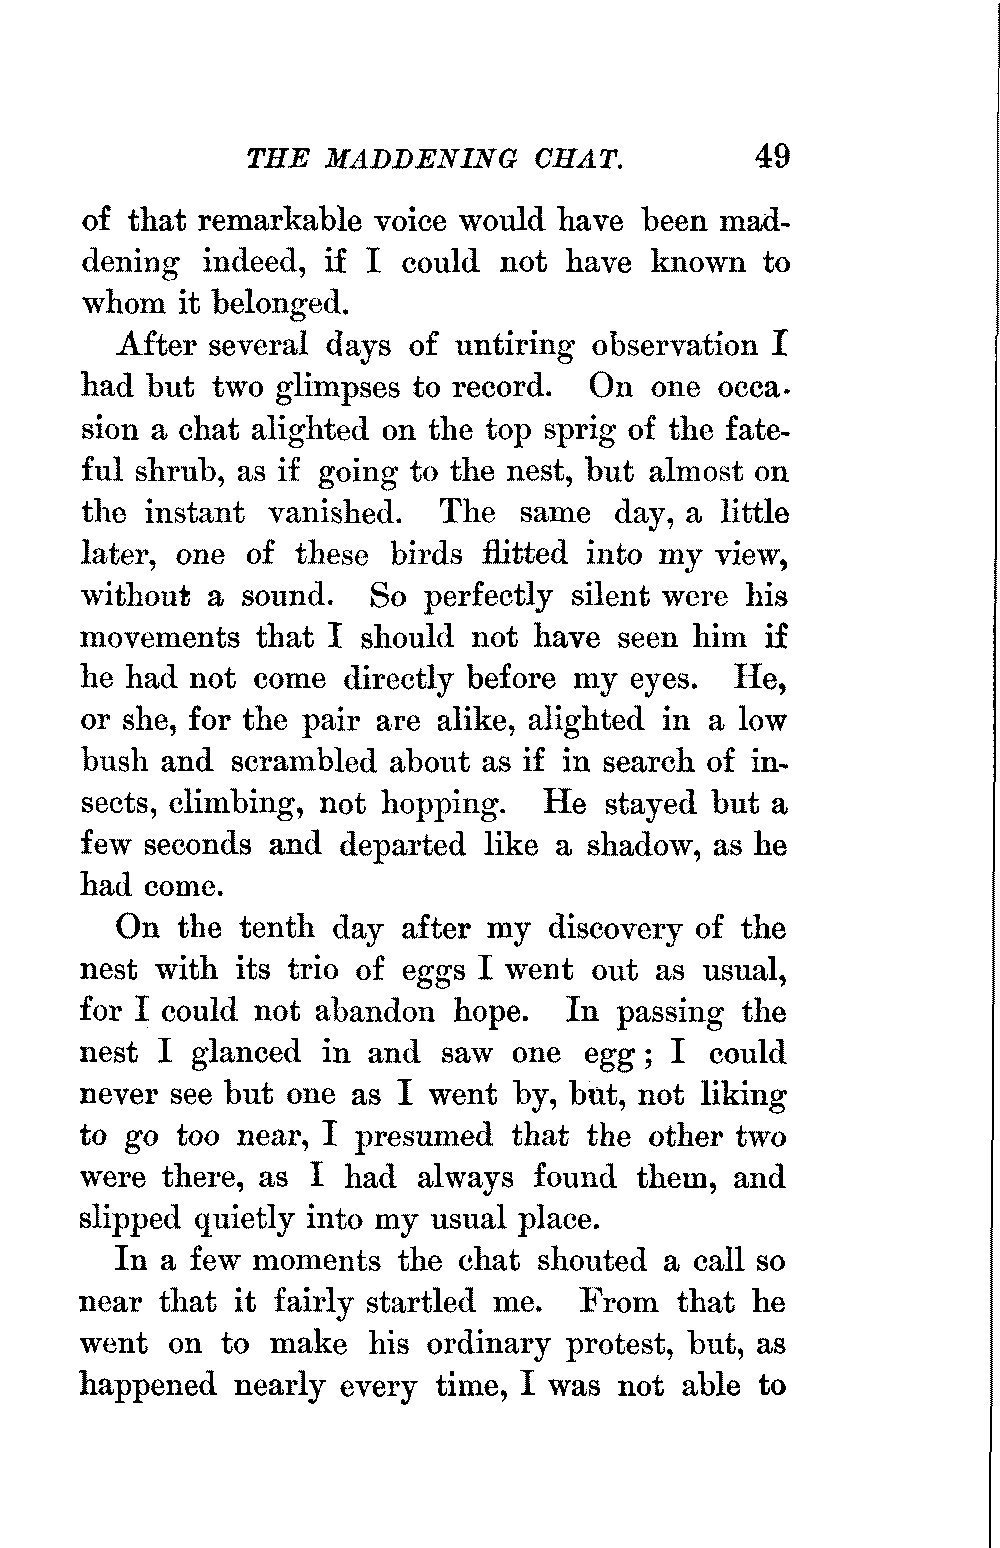 THE MADDENING CHAT. 49
of that remarkable voice would have been mad-
dening indeed, if I could not have known to
whom it belonged.
After several days of untiring observation I
had but two glimpses to record. On one occa-
sion a chat alighted on the top sprig of the fate-
ful shrub, as if going to the nest, but almost on
the instant vanished. The same day, a little
later, one of these birds flitted into my view,
without a sound. So perfectly silent were his
movements that I should not have seen him if
he had not come directly before my eyes. He,
or she, for the pair are alike, alighted in a low
bush and scrambled about as if in search of in-
sects, climbing, not hopping. He stayed but a
few seconds and departed like a shadow, as he
had come.
On the tenth day after my discovery of the
nest with its trio of eggs I went out as usual,
for I could not abandon hope. In passing the
nest I glanced in and saw one egg; I could
never see but one as I went by, but, not liking
to go too near, I presumed that the other two
were there, as I had always found them, and
slipped quietly into my usual place.
In a few moments the chat shouted a call so
near that it fairly startled me. From that he
went on to make his ordinary protest, but, as
happened nearly every time, I was not able to